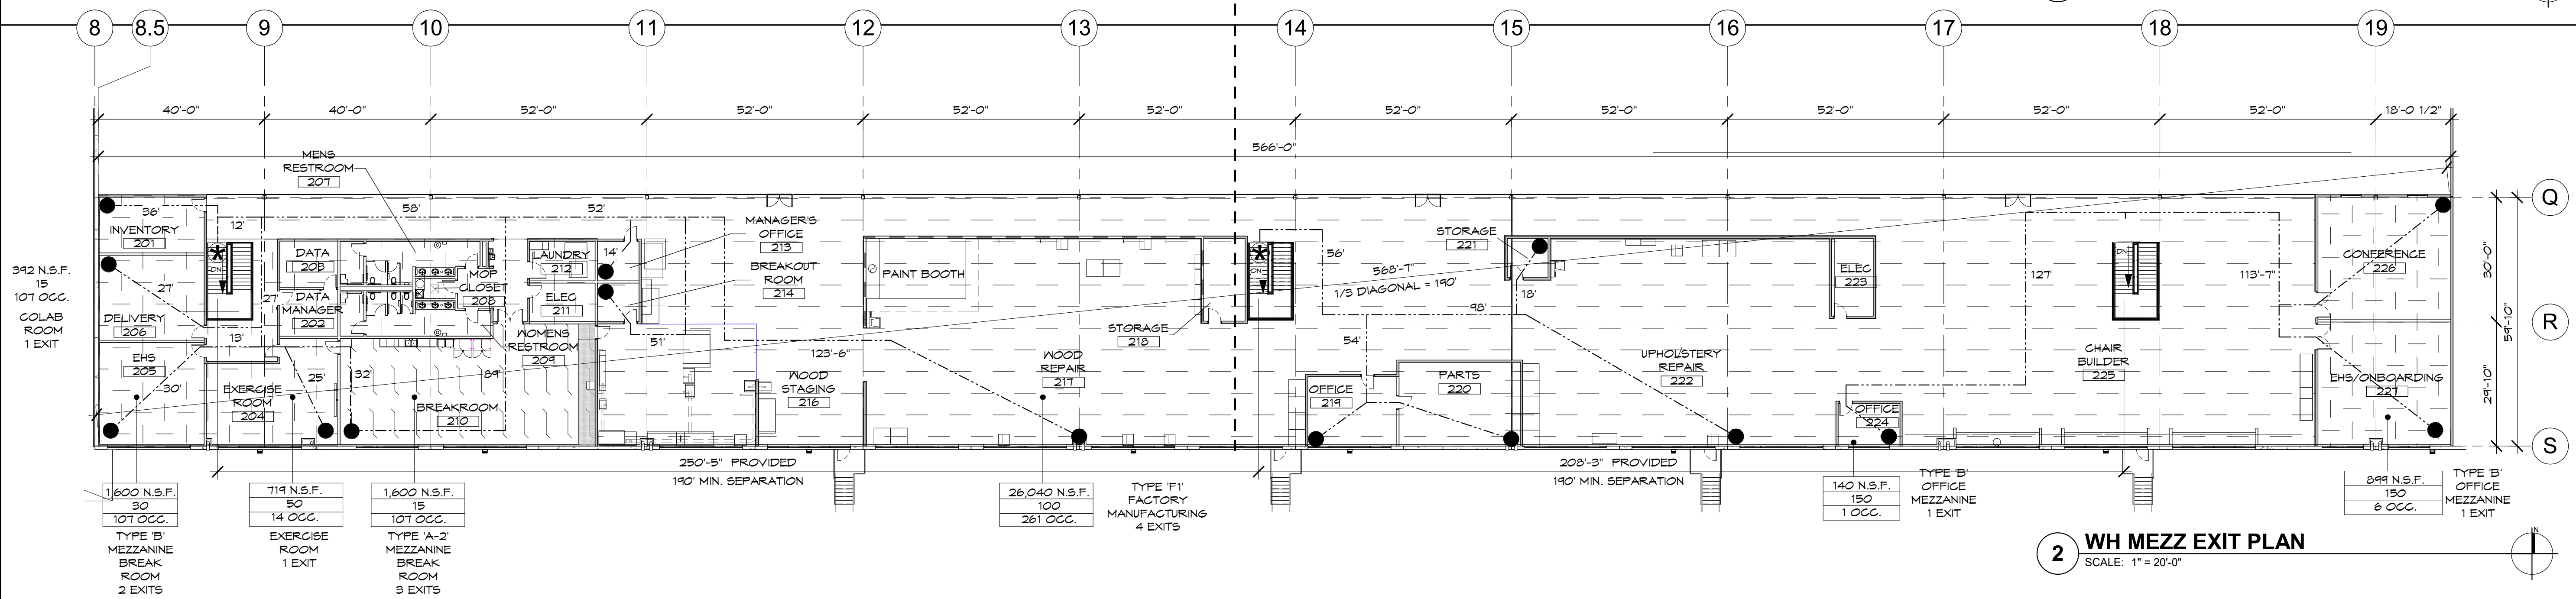 8
8.5
9
10
11
12
13
14
15
16
17
18
19
40'-0"
40'-0"
52'-0"
52'-0"
52'-0"
52'-0"
52'-0"
52'-0"
52'-0"
52'-0"
52'-0"
18'-0 1/2"
566'-0"
MENS
RESTROOM
207
36'
12'
58'
52'
INVENTORY
201
MANAGER'S
OFFICE
213
BREAKOUT
ROOM
214
14'
DATA
203
DN
LAUNDRY
212
MOP
CLOSET
208
ELEC
211
392 N.S.F.
15
107 OCC.
COLAB
ROOM
1 EXIT
27'
27'
DATA
MANAGER
202
DELIVERY
206
13'
WOMENS
RESTROOM
209
EHS
205
30'
EXERCISE
ROOM
204
25'
32'
89'
BREAKROOM
210
51'
123'-6"
WOOD
STAGING
216
PAINT BOOTH
STORAGE
218
WOOD
REPAIR
217
DN
56'
568'-7"
1/3 DIAGONAL = 190'
STORAGE
221
18'
98'
54'
OFFICE
219
PARTS
220
UPHOLSTERY
REPAIR
222
ELEC
223
127'
DN
113'-7"
CONFERENCE
226
CHAIR
BUILDER
225
EHS/ONBOARDING
227
OFFICE
224
Q
R
S
30'-0"
29'-10"
59'-10"
250'-5" PROVIDED
190' MIN. SEPARATION
208'-3" PROVIDED
190' MIN. SEPARATION
1,600 N.S.F.
30
107 OCC.
TYPE 'B'
MEZZANINE
BREAK
ROOM
2 EXITS
719 N.S.F.
50
14 OCC.
EXERCISE
ROOM
1 EXIT
1,600 N.S.F.
15
107 OCC.
TYPE 'A-2'
MEZZANINE
BREAK
ROOM
3 EXITS
26,040 N.S.F.
100
261 OCC.
TYPE 'F1'
FACTORY
MANUFACTURING
4 EXITS
140 N.S.F.
150
1 OCC.
TYPE 'B'
OFFICE
MEZZANINE
1 EXIT
899 N.S.F.
150
6 OCC.
TYPE 'B'
OFFICE
MEZZANINE
1 EXIT
2
WH MEZZ EXIT PLAN
SCALE: 1" = 20'-0"
N